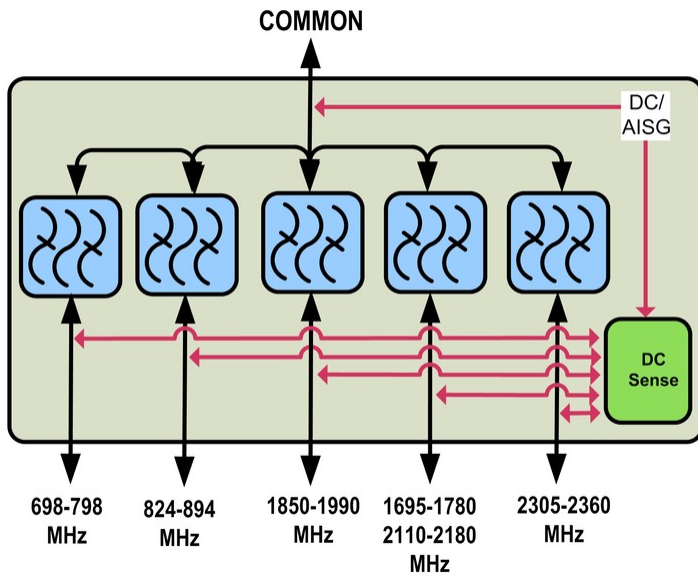 COMMON
DC/
AISG
DC
Sense
698-798
MHz
824-894
MHz
1850-1990
MHz
1695-1780
2110-2180
MHz
2305-2360
MHz